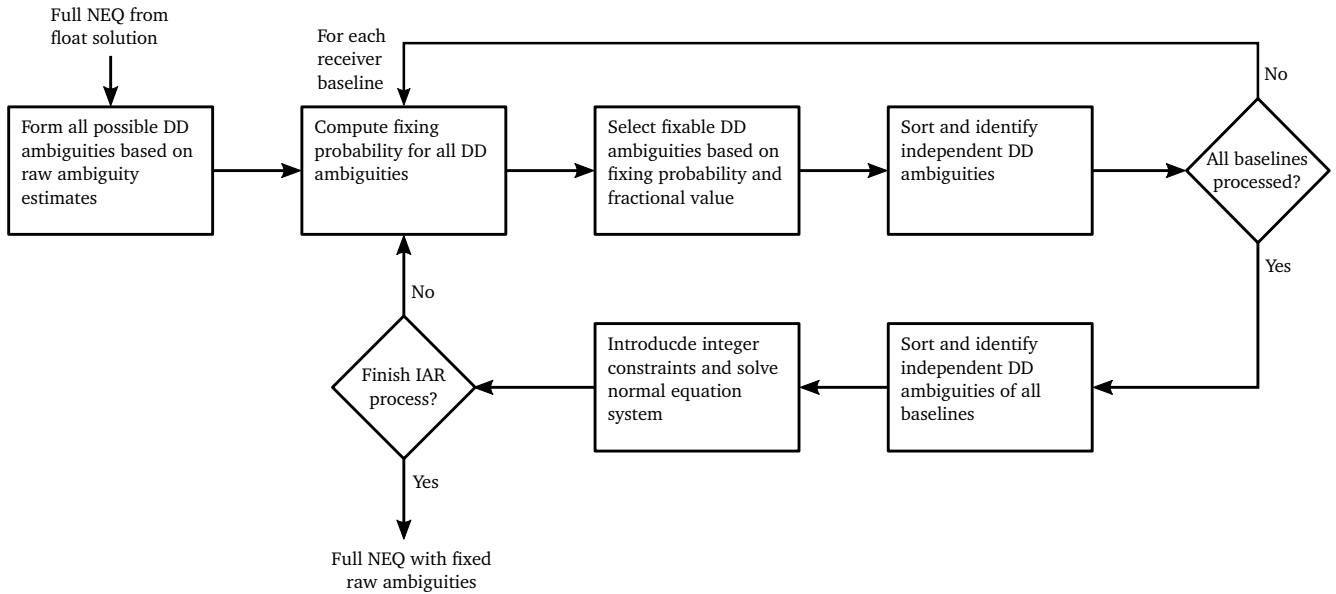 Full NEQ from
float solution
For each
receiver
baseline
Form all possible DD
ambiguities based on
raw ambiguity
estimates
Compute fixing
probability for all DD
ambiguities
Select fixable DD
ambiguities based on
fixing probability and
fractional value
Sort and identify
independent DD
ambiguities
No
All baselines
processed?
Yes
Sort and identify
independent DD
ambiguities of all
baselines
Introducde integer
constraints and solve
normal equation
system
No
Finish IAR
process?
Yes
Full NEQ with fixed
raw ambiguities